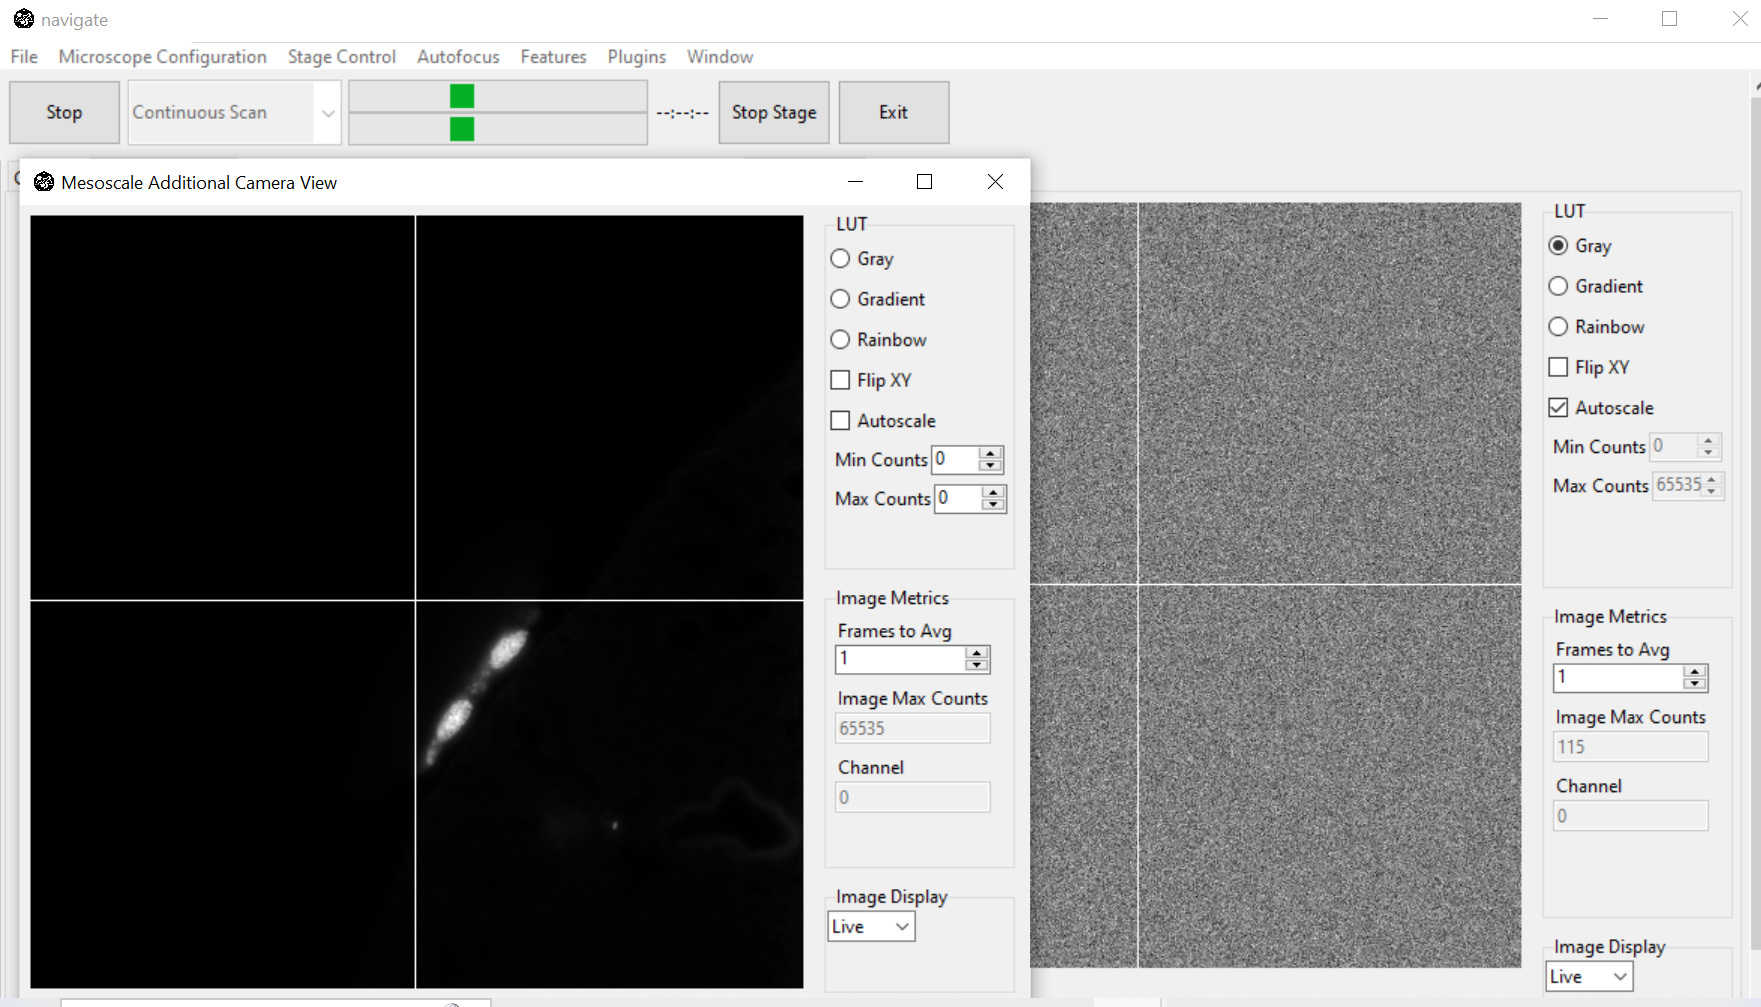 navigate
File Microscope Configuration Stage Control Autofocus Features Plugins Window
Stop Continuous Scan --:--:-- Stop Stage Exit
Mesoscale Additional Camera View
LUT
Gray
Gradient
Rainbow
Flip XY
Autoscale
Min Counts 0
Max Counts 0
Image Metrics
Frames to Avg
1
Image Max Counts
65535
Channel
0
Image Display
Live
LUT
Gray
Gradient
Rainbow
Flip XY
Autoscale
Min Counts 0
Max Counts 65535
Image Metrics
Frames to Avg
1
Image Max Counts
115
Channel
0
Image Display
Live